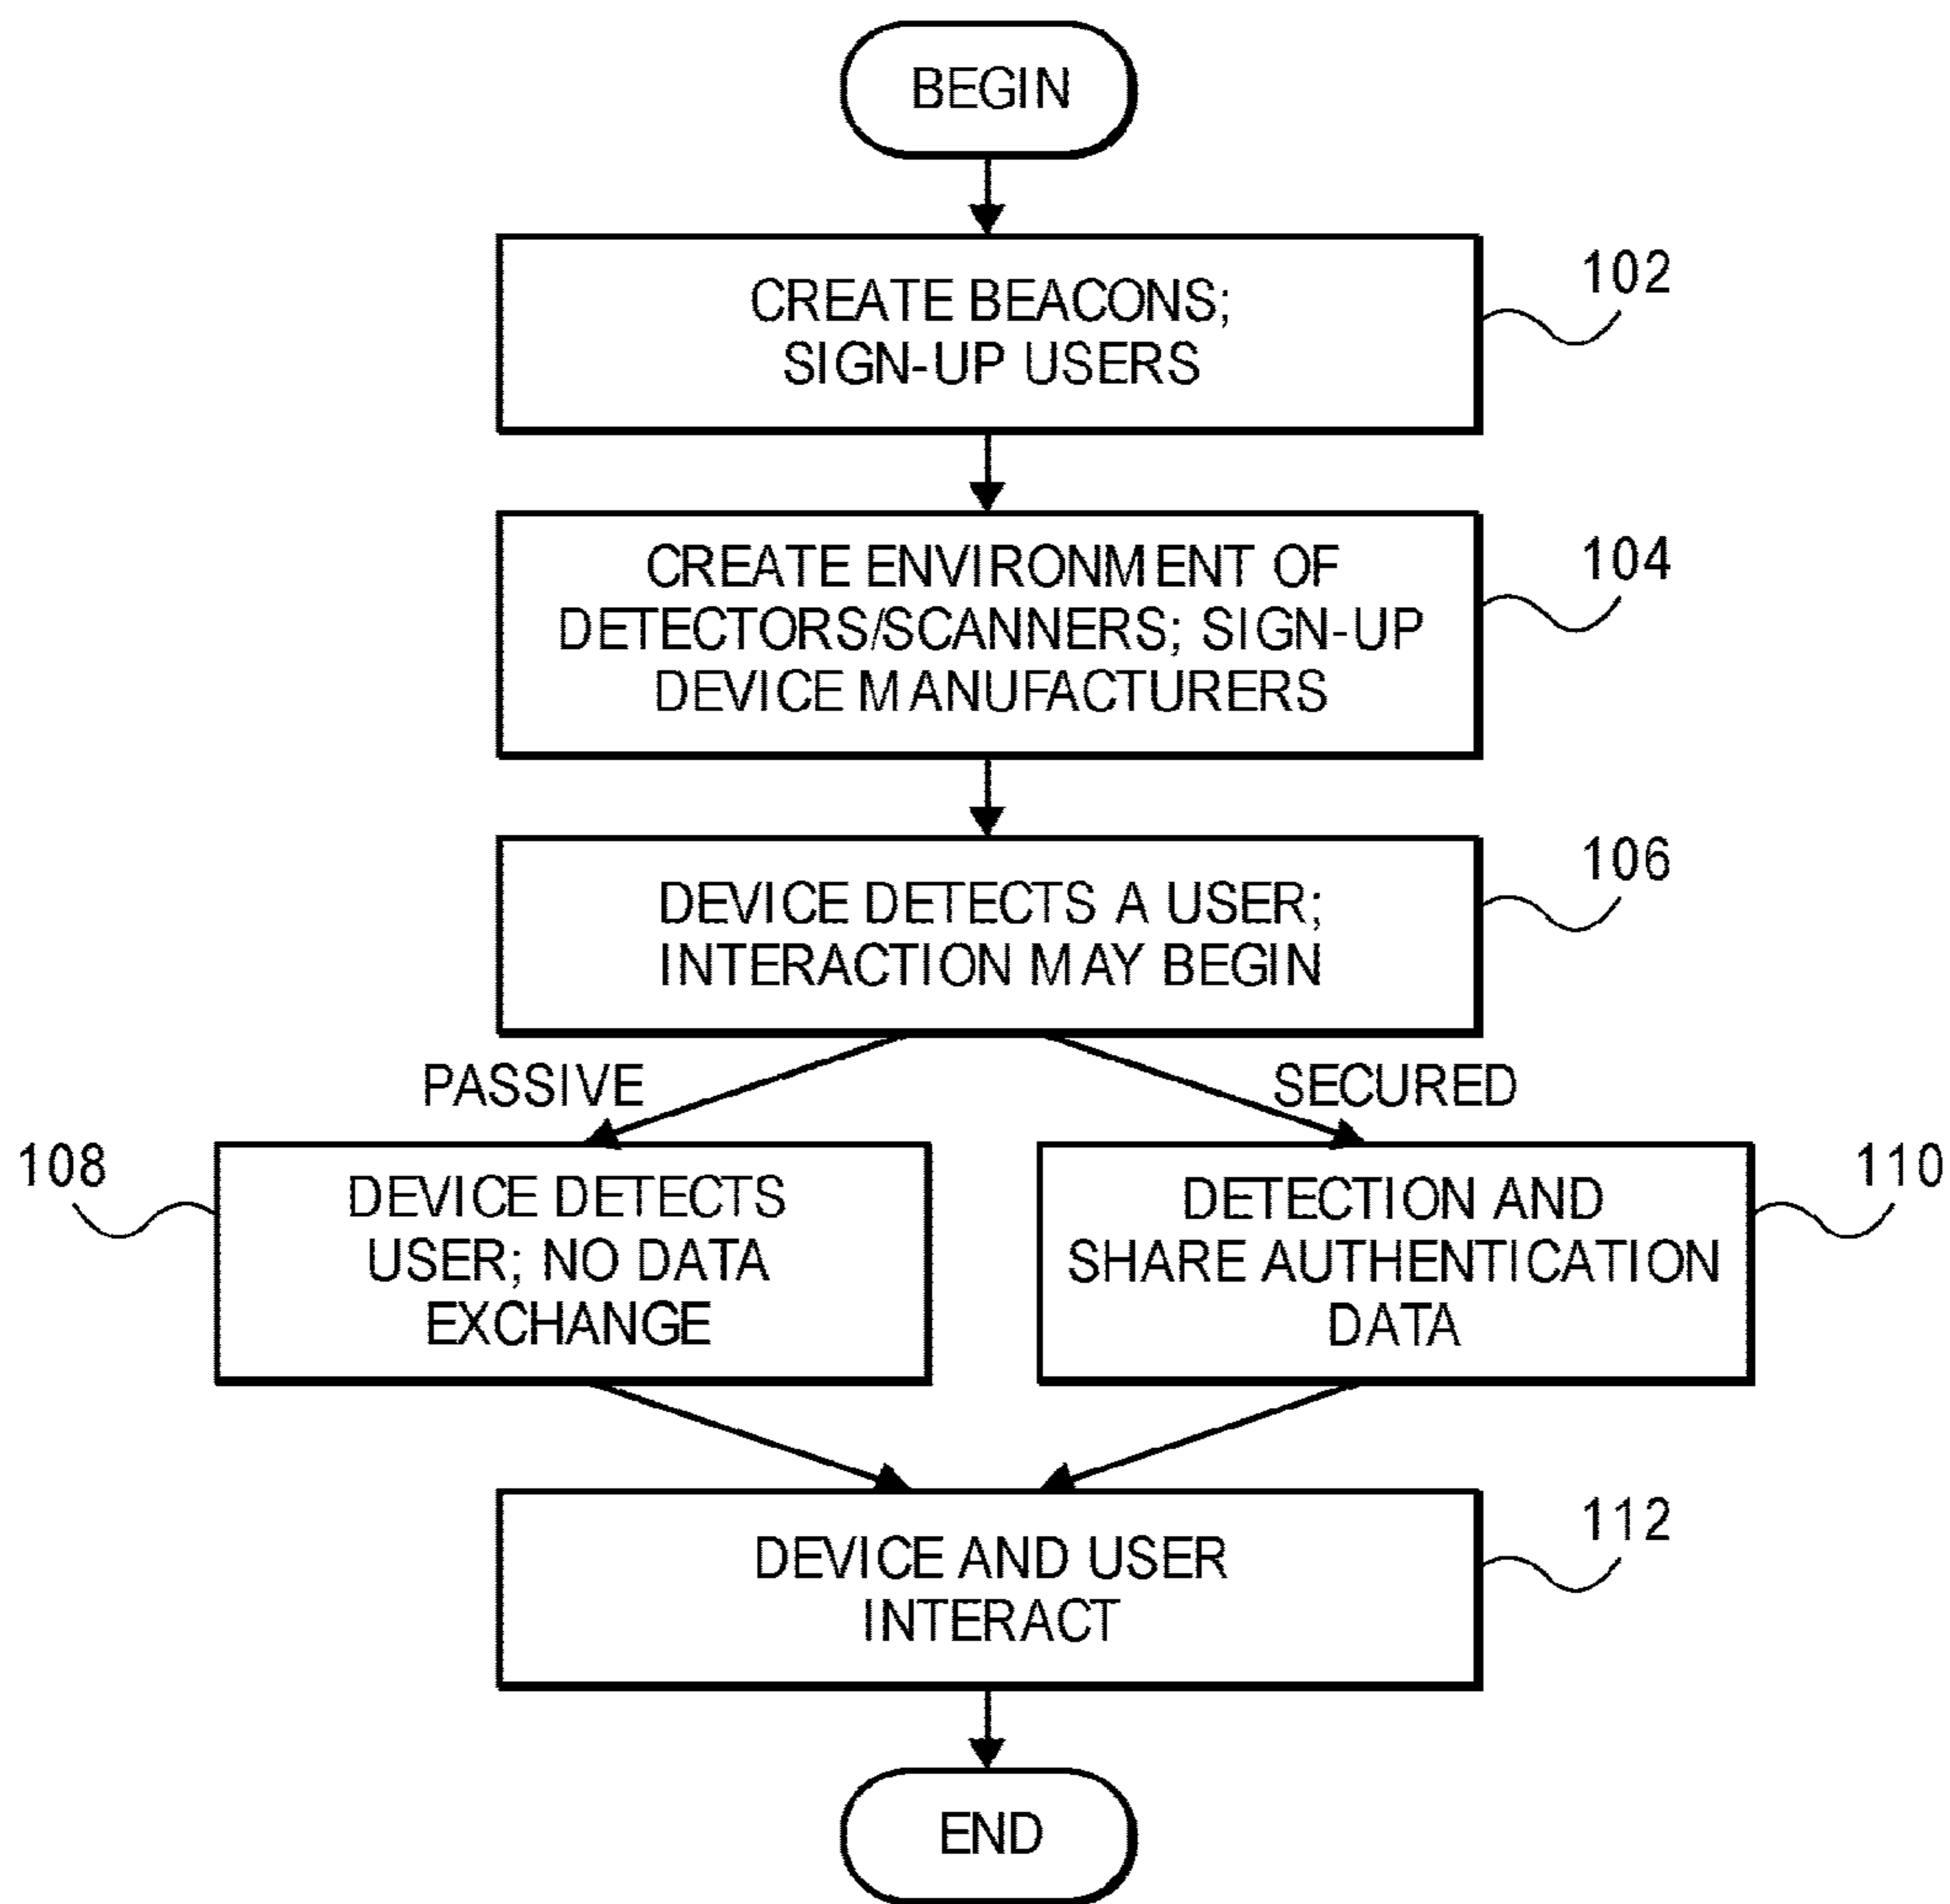 BEGIN
CREATE BEACONS;
SIGN-UP USERS
102
CREATE ENVIRONMENT OF
DETECTORS/SCANNERS; SIGN-UP
DEVICE MANUFACTURERS
104
DEVICE DETECTS A USER;
INTERACTION MAY BEGIN
106
PASSIVE
SECURED
108
DEVICE DETECTS
USER; NO DATA
EXCHANGE
DETECTION AND
SHARE AUTHENTICATION
DATA
110
DEVICE AND USER
INTERACT
112
END